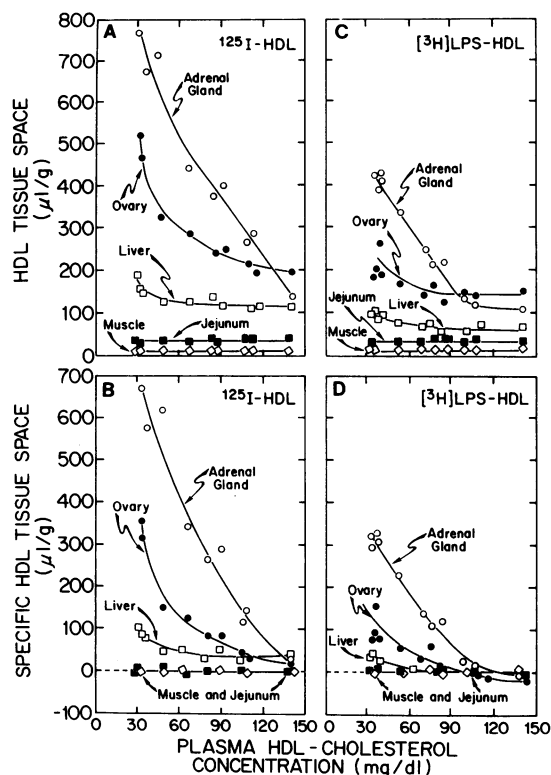 A
125I-HDL
800
700
600
500
400
300
200
100
0
HDL TISSUE SPACE
(µl/g)
Adrenal
Gland
Ovary
Liver
Muscle
Jejunum
C
[3H]LPS-HDL
Adrenal
Gland
Ovary
Jejunum
Liver
Muscle
B
125I-HDL
700
600
500
400
300
200
100
0
-100
SPECIFIC HDL TISSUE SPACE
(µl/g)
Adrenal
Gland
Ovary
Liver
Muscle and Jejunum
0 30 60 90 120 150
D
[3H]LPS-HDL
Adrenal
Gland
Ovary
Liver
Muscle and Jejunum
0 30 60 90 120 150
PLASMA HDL-CHOLESTEROL
CONCENTRATION (mg/dl)